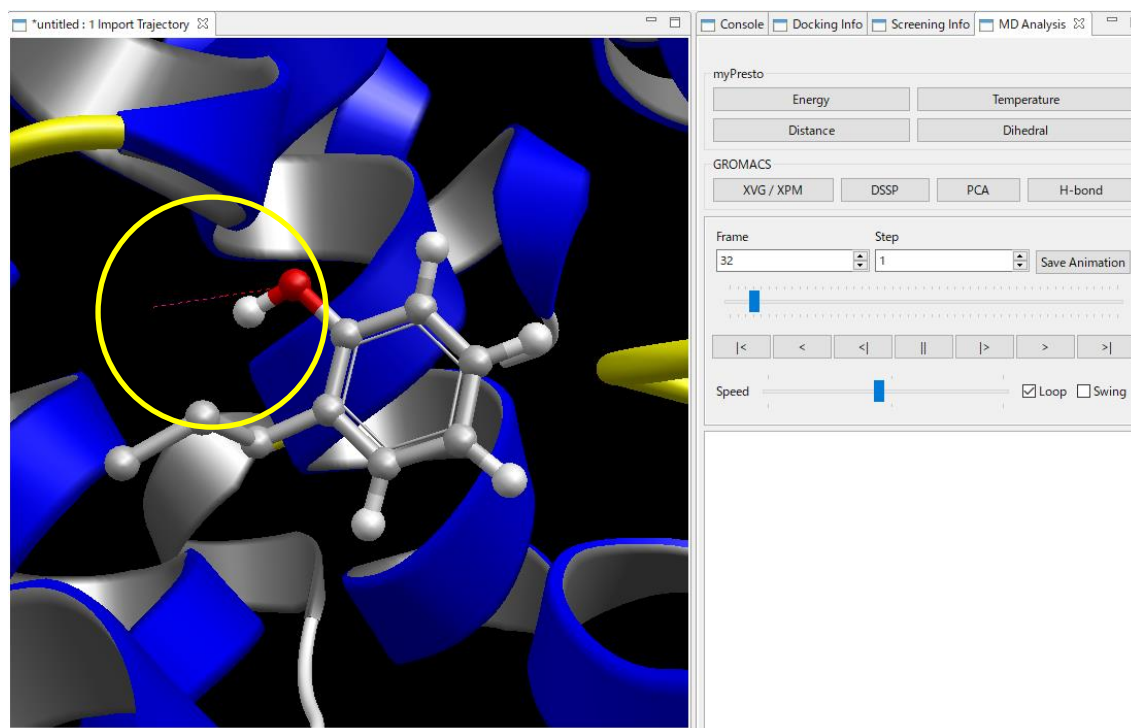 *untitled : 1 Import Trajectory
Console
Docking Info
Screening Info
MD Analysis
myPresto
Energy
Temperature
Distance
Dihedral
GROMACS
XVG / XPM
DSSP
PCA
H-bond
Frame
Step
32
1
Save Animation
|<
<
<|
||
|>
>
>|
Speed
Loop
Swing